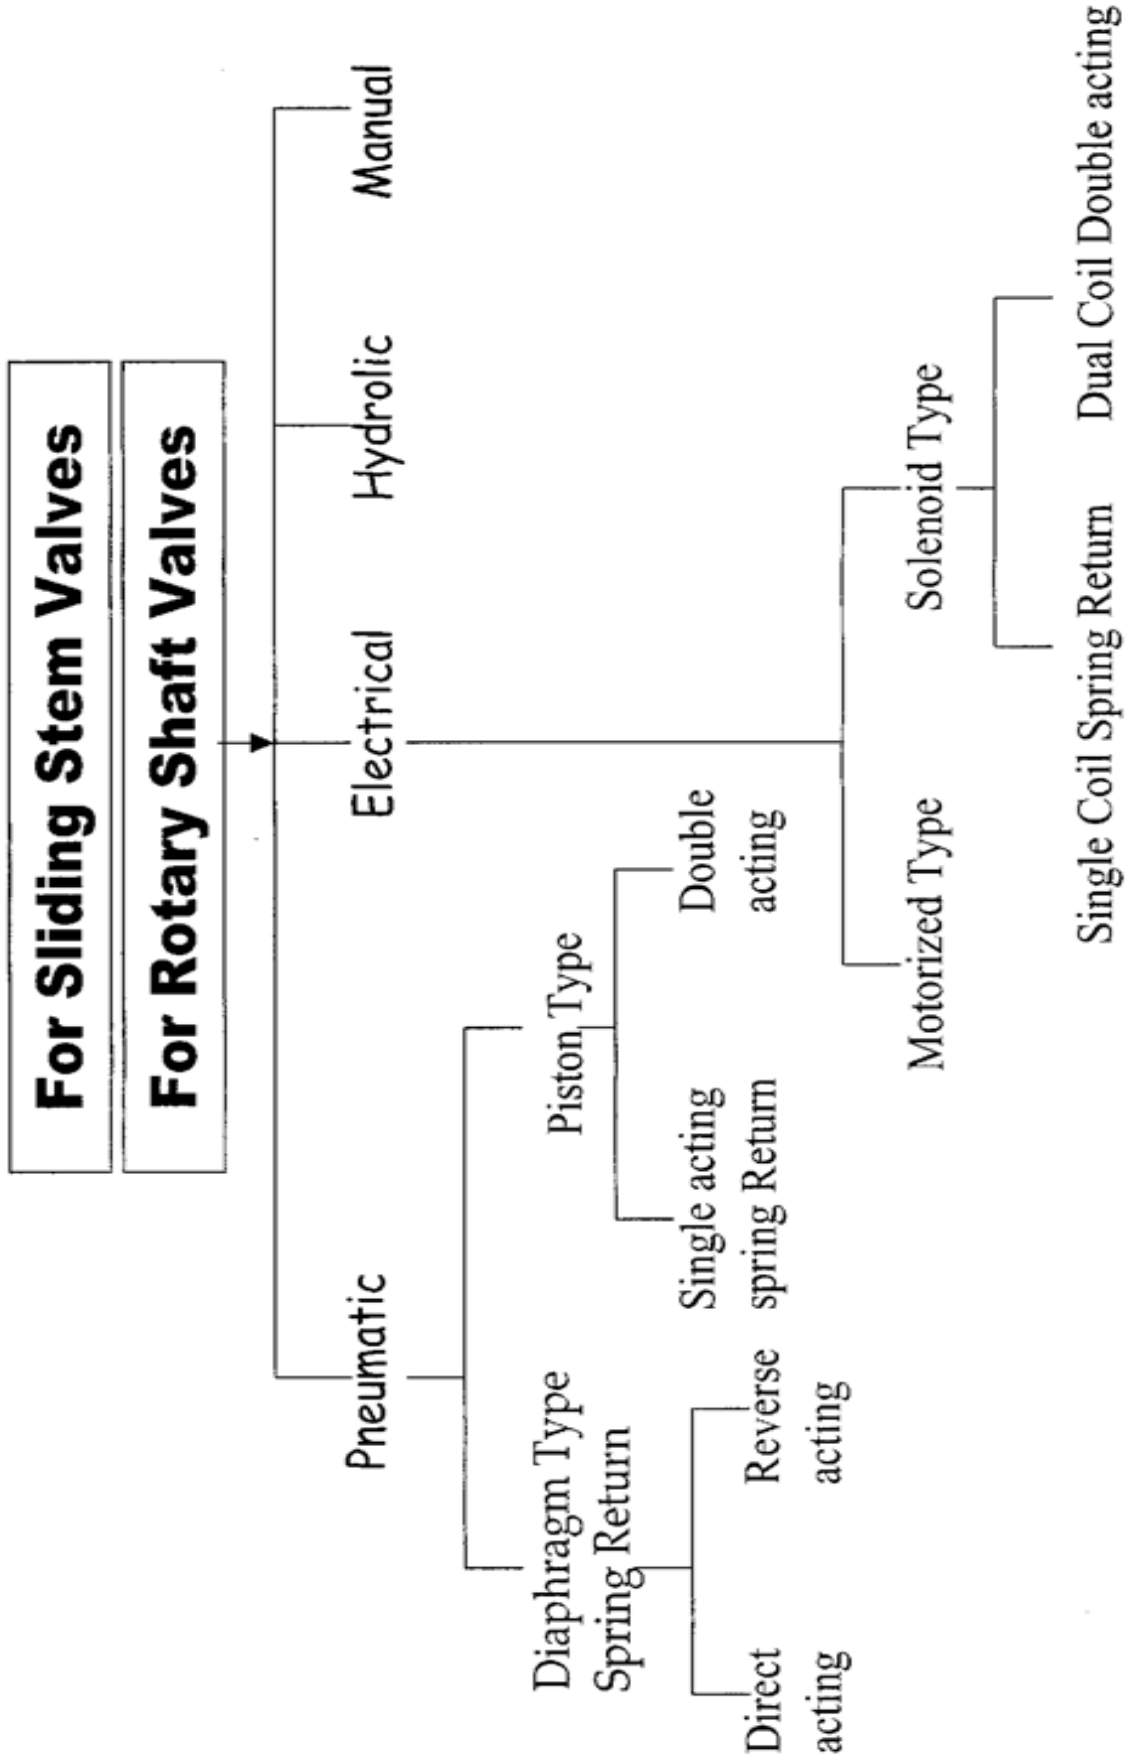 For Sliding Stem Valves
For Rotary Shaft Valves
Pneumatic
Electrical
Hydrolic
Manual
Diaphragm Type
Spring Return
Piston Type
Direct
acting
Reverse
acting
Single acting
spring Return
Double
acting
Motorized Type
Solenoid Type
Single Coil Spring Return
Dual Coil Double acting